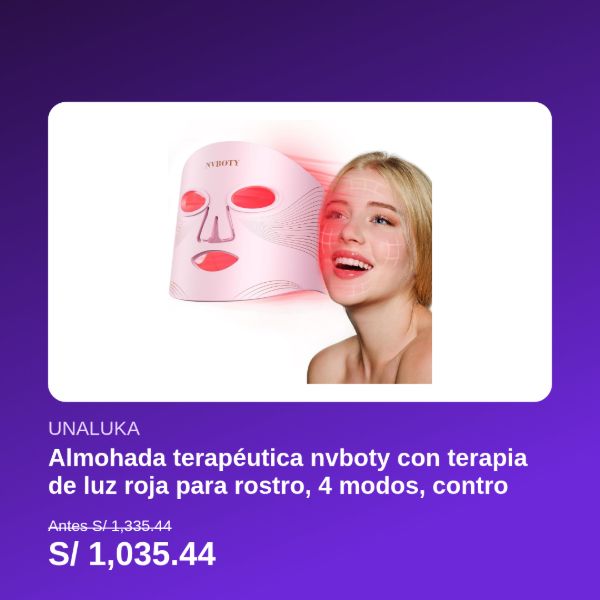 NVBOTY
UNALUKA
Almohada terapéutica nvboty con terapia
de luz roja para rostro, 4 modos, contro
Antes S/ 1,335.44
S/ 1,035.44